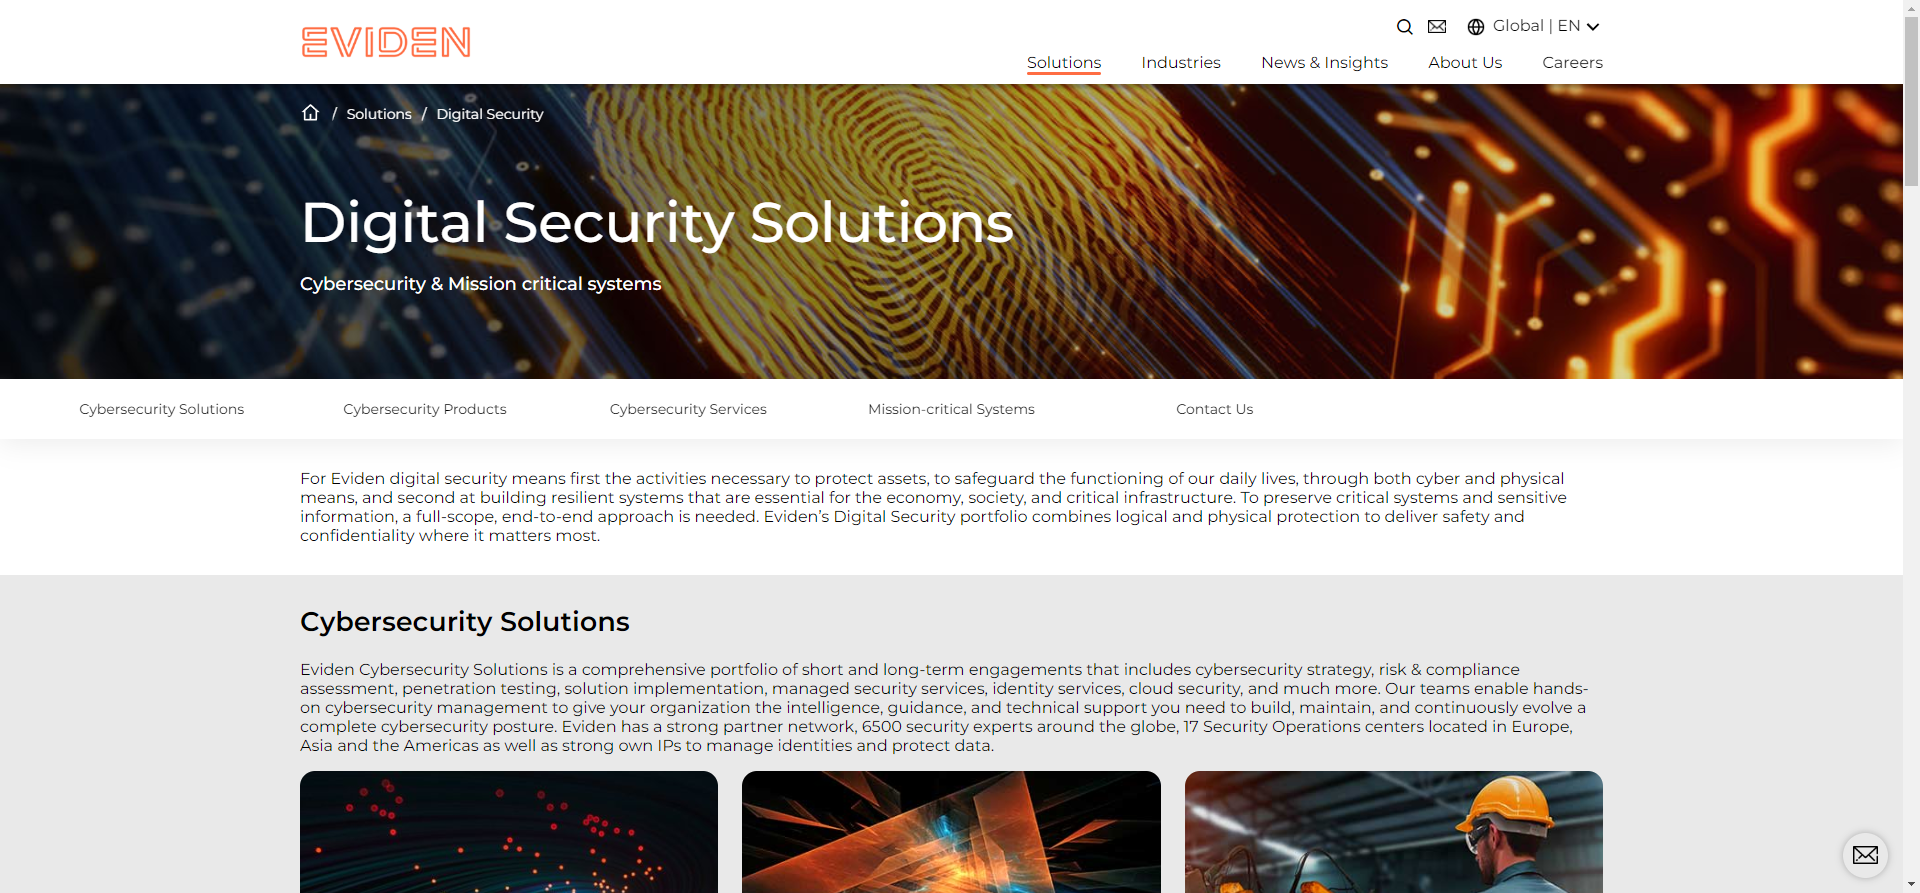 EVIDEN
Global | EN
Solutions
Industries
News & Insights
About Us
Careers
/ Solutions / Digital Security
Digital Security Solutions
Cybersecurity & Mission critical systems
Cybersecurity Solutions
Cybersecurity Products
Cybersecurity Services
Mission-critical Systems
Contact Us
For Eviden digital security means first the activities necessary to protect assets, to safeguard the functioning of our daily lives, through both cyber and physical
means, and second at building resilient systems that are essential for the economy, society, and critical infrastructure. To preserve critical systems and sensitive
information, a full-scope, end-to-end approach is needed. Eviden’s Digital Security portfolio combines logical and physical protection to deliver safety and
confidentiality where it matters most.
Cybersecurity Solutions
Eviden Cybersecurity Solutions is a comprehensive portfolio of short and long-term engagements that includes cybersecurity strategy, risk & compliance
assessment, penetration testing, solution implementation, managed security services, identity services, cloud security, and much more. Our teams enable hands-
on cybersecurity management to give your organization the intelligence, guidance, and technical support you need to build, maintain, and continuously evolve a
complete cybersecurity posture. Eviden has a strong partner network, 6500 security experts around the globe, 17 Security Operations centers located in Europe,
Asia and the Americas as well as strong own IPs to manage identities and protect data.